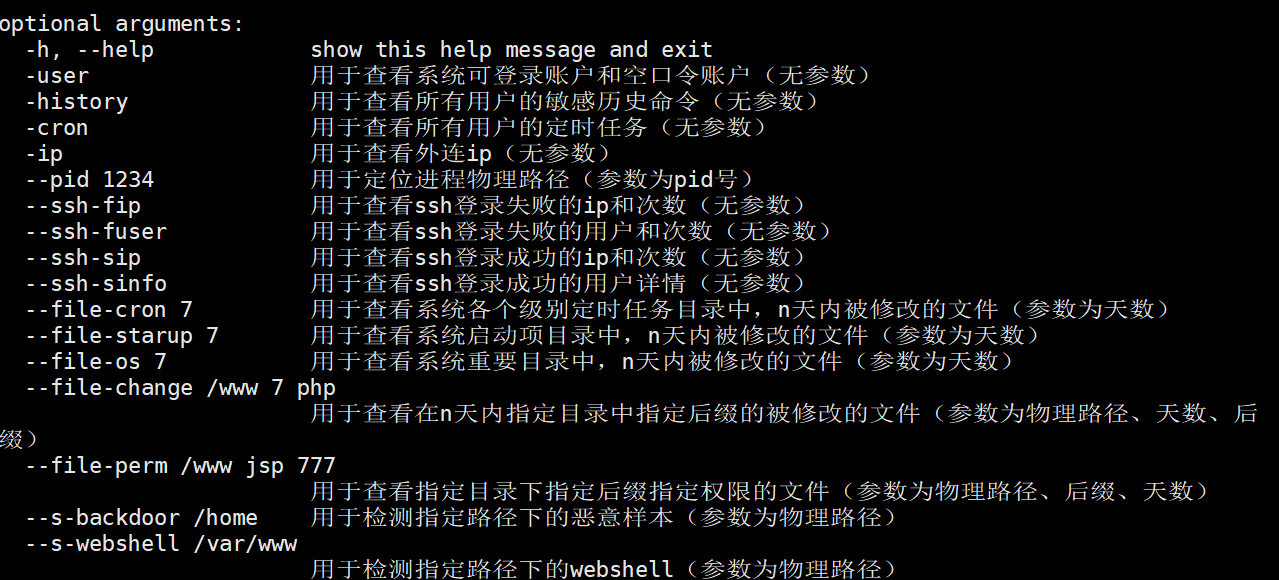 optional arguments:
-h, --help show this help message and exit
-user 用于查看系统可登录账户和空口令账户（无参数）
-history 用于查看所有用户的敏感历史命令（无参数）
-cron 用于查看所有用户的定时任务（无参数）
-ip 用于查看外连ip（无参数）
--pid 1234 用于定位进程物理路径（参数为pid号）
--ssh-fip 用于查看ssh登录失败的ip和次数（无参数）
--ssh-fuser 用于查看ssh登录失败的用户和次数（无参数）
--ssh-sip 用于查看ssh登录成功的ip和次数（无参数）
--ssh-sinfo 用于查看ssh登录成功的用户详情（无参数）
--file-cron 7 用于查看系统各个级别定时任务目录中，n天内被修改的文件（参数为天数）
--file-starup 7 用于查看系统启动项目录中，n天内被修改的文件（参数为天数）
--file-os 7 用于查看系统重要目录中，n天内被修改的文件（参数为天数）
--file-change /www 7 php
用于查看在n天内指定目录中指定后缀的被修改的文件（参数为物理路径、天数、后
缀）
--file-perm /www jsp 777
用于查看指定目录下指定后缀指定权限的文件（参数为物理路径、后缀、天数）
--s-backdoor /home 用于检测指定路径下的恶意样本（参数为物理路径）
--s-webshell /var/www
用于检测指定路径下的webshell（参数为物理路径）